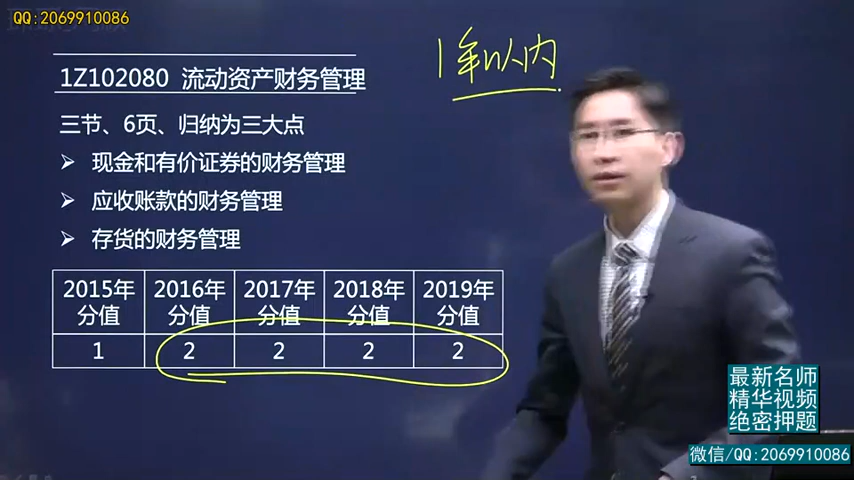 QQ:2069910086
1年以内
1Z102080 流动资产财务管理
三节、6页、归纳为三大点
➢ 现金和有价证券的财务管理
➢ 应收账款的财务管理
➢ 存货的财务管理
2015年分值 2016年分值 2017年分值 2018年分值 2019年分值
1 2 2 2 2
最新名师
精华视频
绝密押题
微信/QQ:2069910086